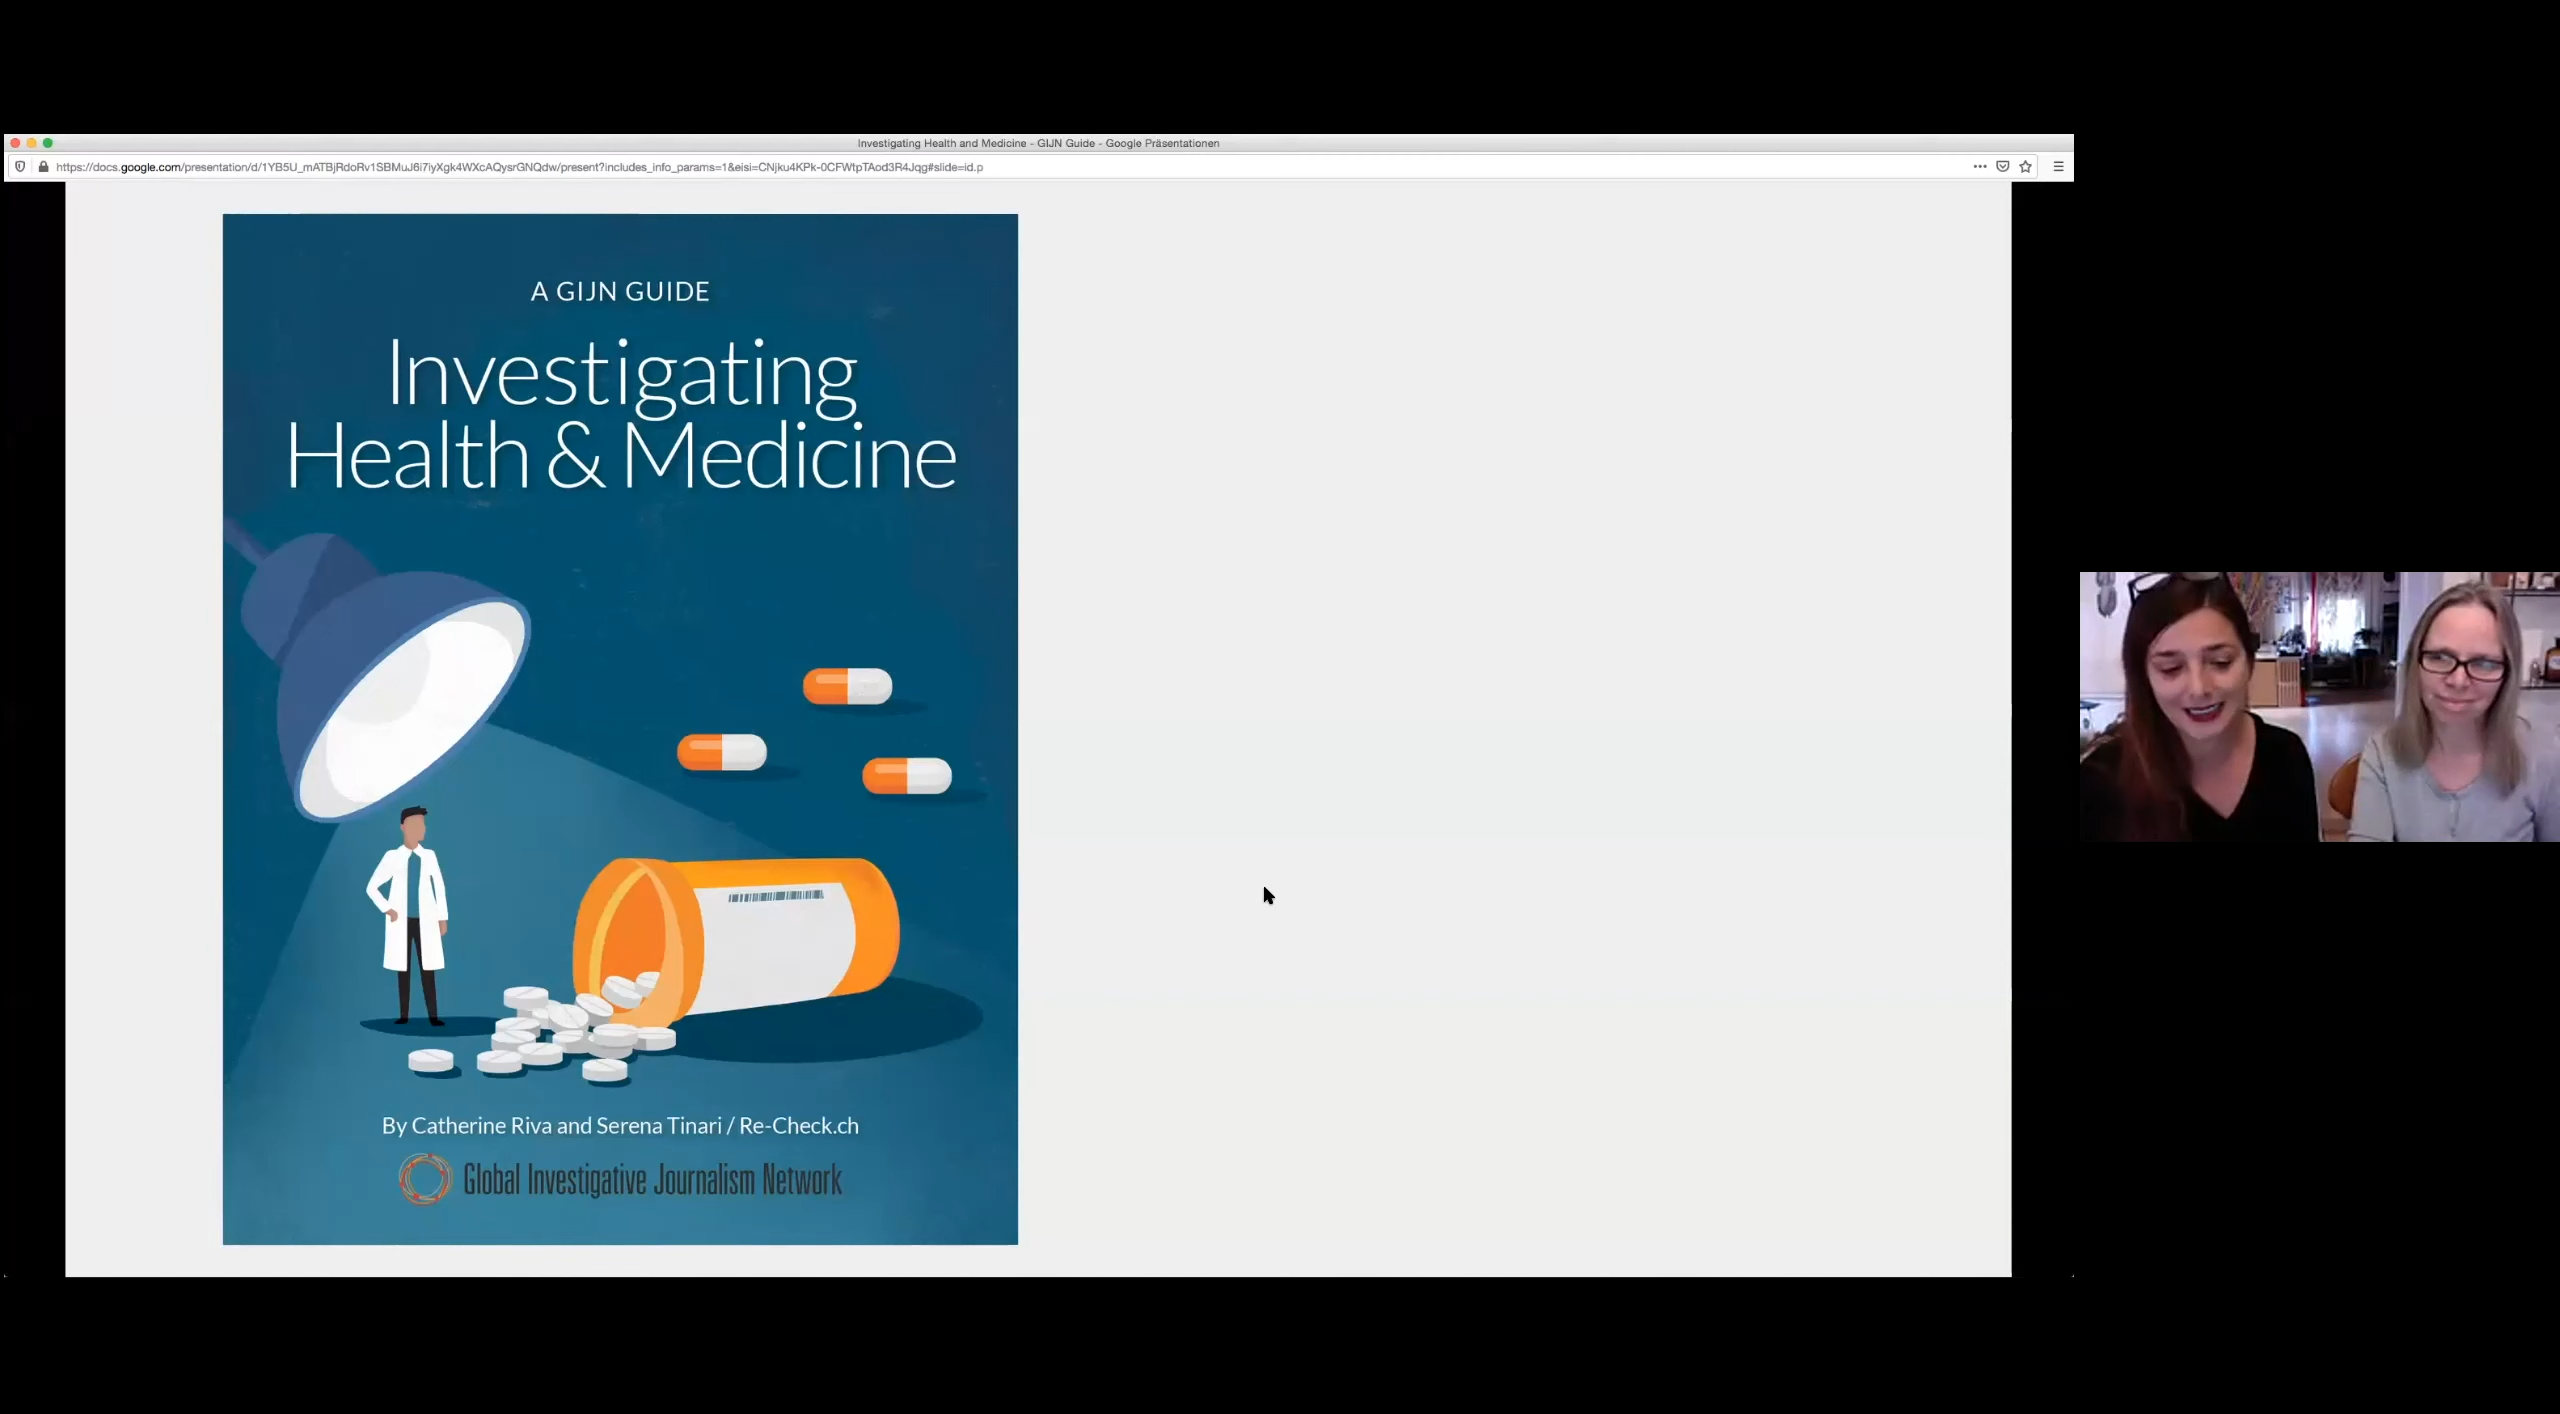 Investigating Health and Medicine - GIJN Guide - Google Präsentationen
https://docs.google.com/presentation/d/1YB5U_mATBjRdoRv1SBMuJ6i7iyXgk4WXcAQysrGNQdw/present?includes_info_params=1&eisi=CNjku4KPk-0CFWtpTAod3R4Jqg#slide=id.p
A GIJN GUIDE
Investigating
Health & Medicine
By Catherine Riva and Serena Tinari / Re-Check.ch
Global Investigative Journalism Network